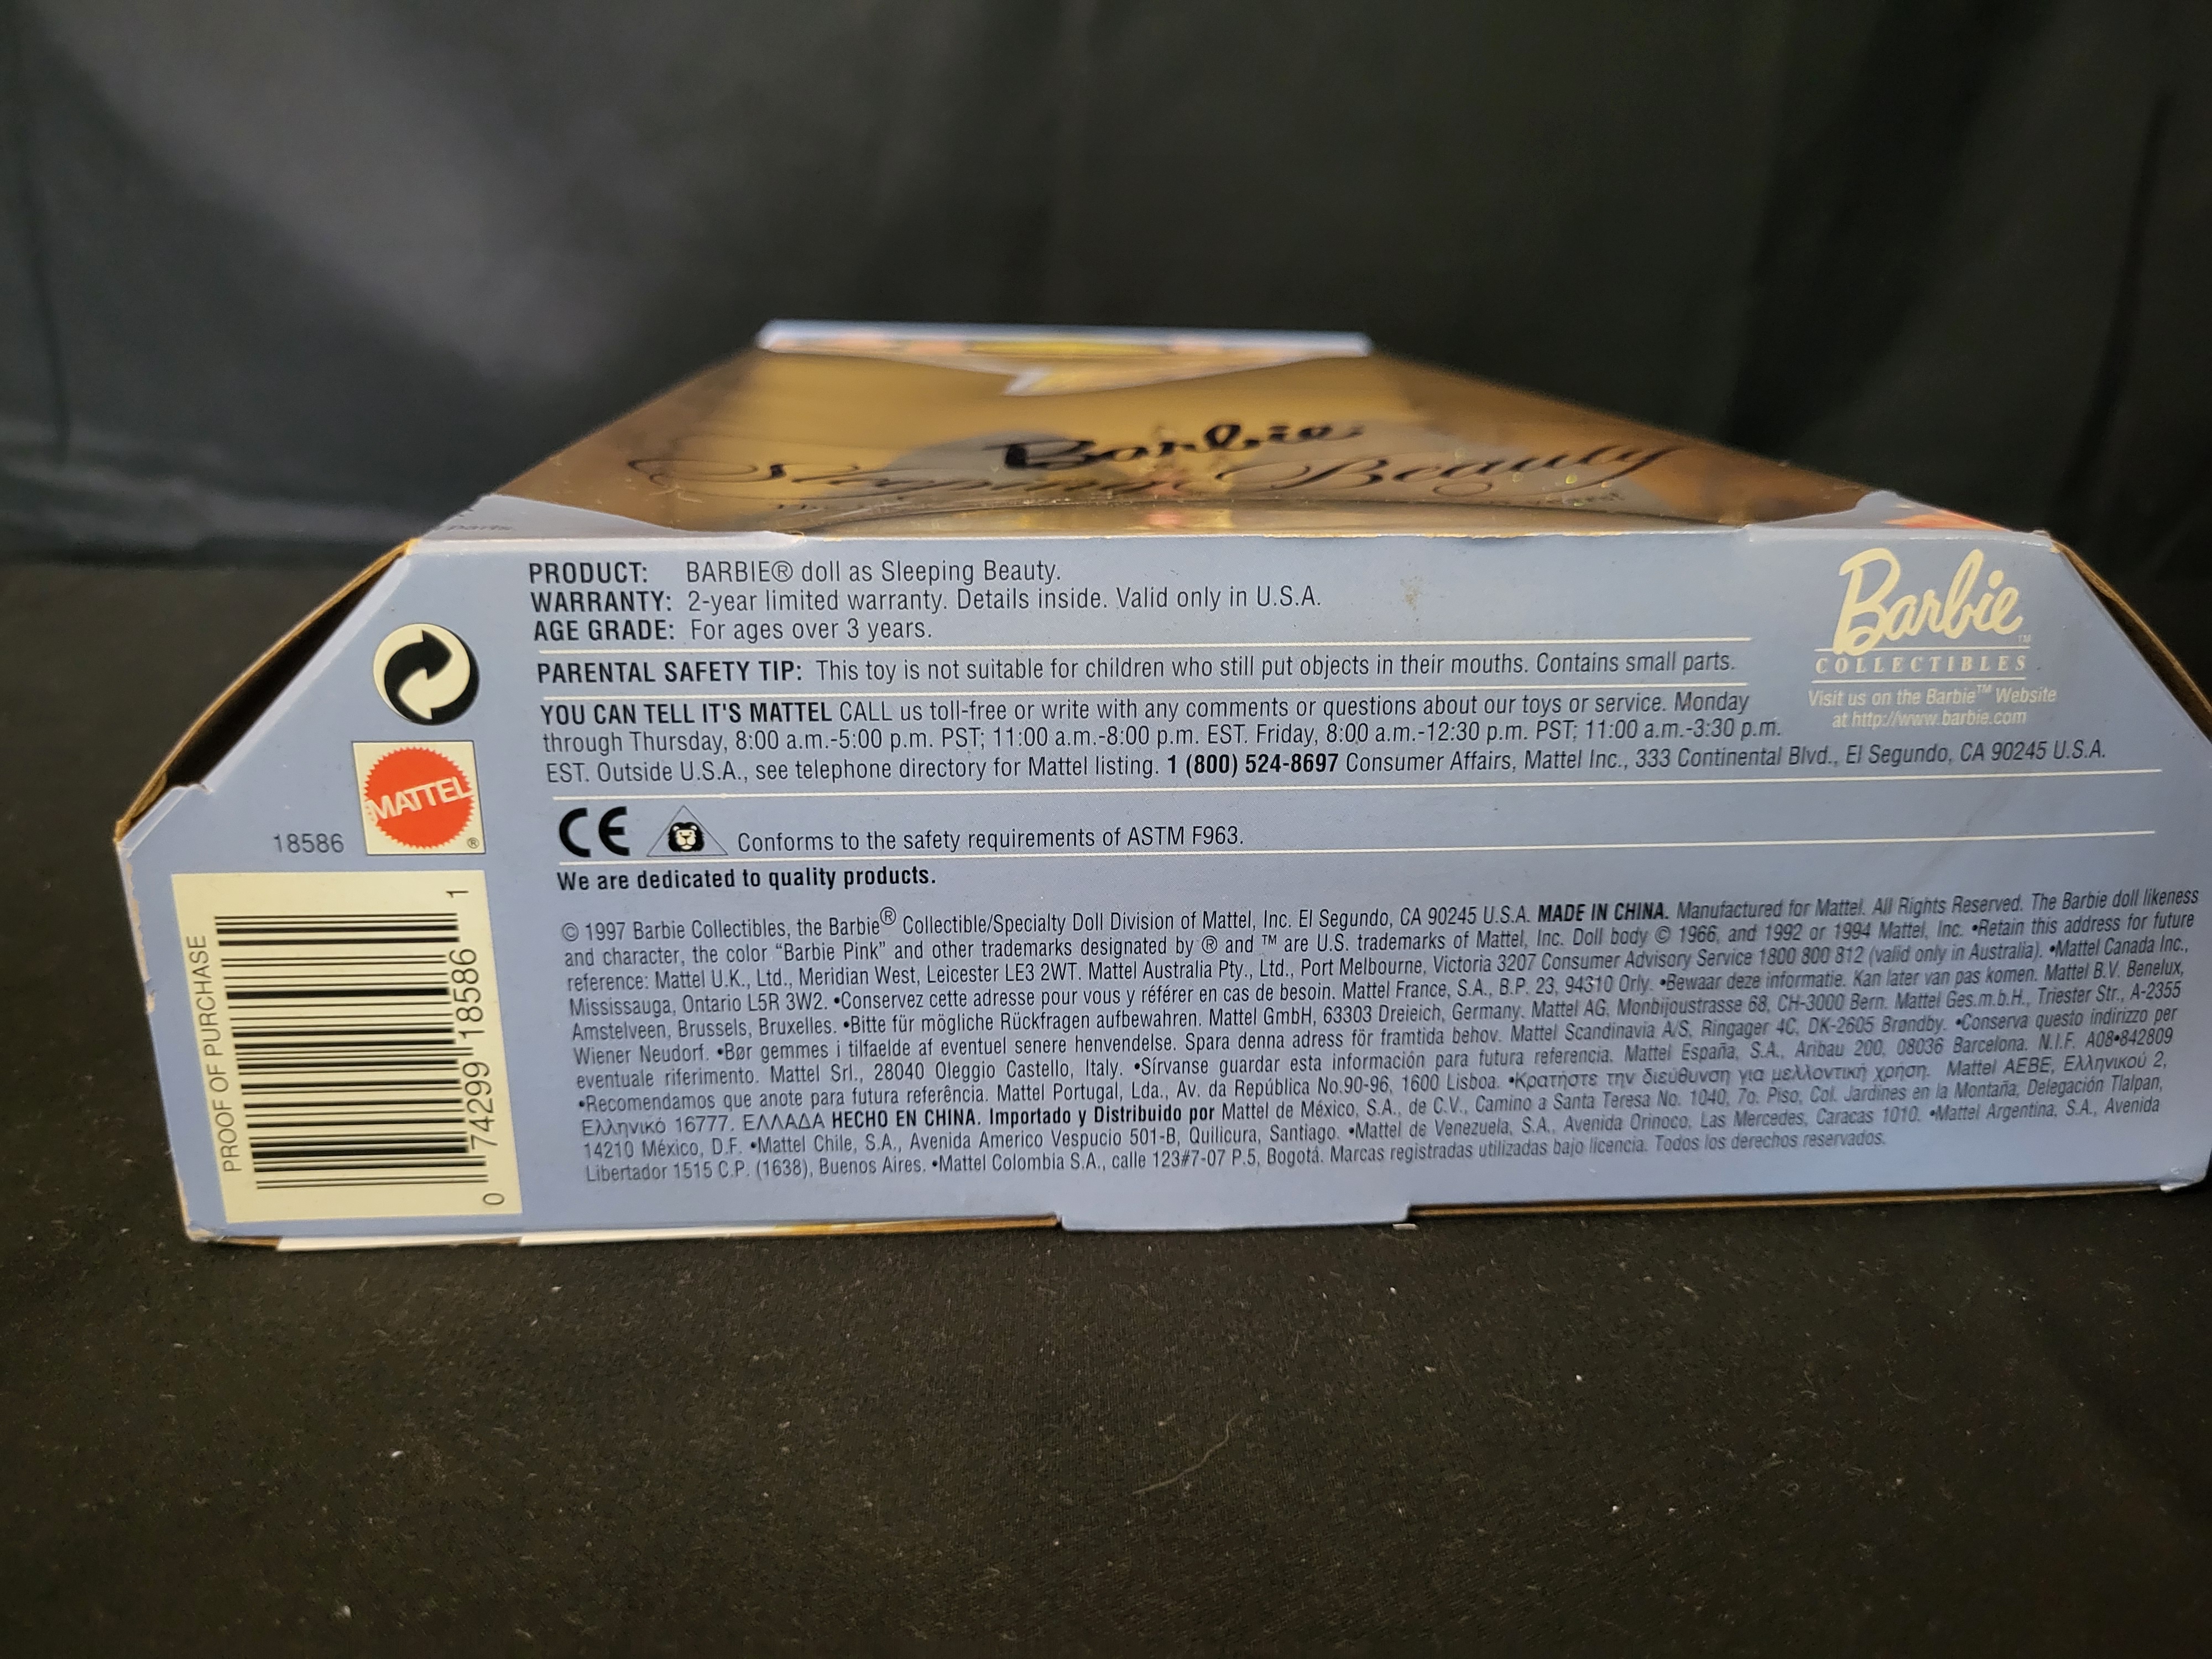 Barbie
Sleeping Beauty
parts.
PRODUCT: BARBIE® doll as Sleeping Beauty.
WARRANTY: 2-year limited warranty. Details inside. Valid only in U.S.A.
AGE GRADE: For ages over 3 years.
PARENTAL SAFETY TIP: This toy is not suitable for children who still put objects in their mouths. Contains small parts.
YOU CAN TELL IT'S MATTEL CALL us toll-free or write with any comments or questions about our toys or service. Monday
through Thursday, 8:00 a.m.-5:00 p.m. PST; 11:00 a.m.-8:00 p.m. EST. Friday, 8:00 a.m.-12:30 p.m. PST; 11:00 a.m.-3:30 p.m.
EST. Outside U.S.A., see telephone directory for Mattel listing. 1 (800) 524-8697 Consumer Affairs, Mattel Inc., 333 Continental Blvd., El Segundo, CA 90245 U.S.A.
Barbie™
COLLECTIBLES
Visit us on the Barbie™ Website
at http://www.barbie.com
MATTEL®
18586
CE Conforms to the safety requirements of ASTM F963.
We are dedicated to quality products.
© 1997 Barbie Collectibles, the Barbie® Collectible/Specialty Doll Division of Mattel, Inc. El Segundo, CA 90245 U.S.A. MADE IN CHINA. Manufactured for Mattel. All Rights Reserved. The Barbie doll likeness
and character, the color “Barbie Pink” and other trademarks designated by ® and ™ are U.S. trademarks of Mattel, Inc. Doll body © 1966, and 1992 or 1994 Mattel, Inc. •Retain this address for future
reference: Mattel U.K., Ltd., Meridian West, Leicester LE3 2WT. Mattel Australia Pty., Ltd., Port Melbourne, Victoria 3207 Consumer Advisory Service 1800 800 812 (valid only in Australia). •Mattel Canada Inc.,
Mississauga, Ontario L5R 3W2. •Conservez cette adresse pour vous y référer en cas de besoin. Mattel France, S.A., B.P. 23, 94310 Orly. •Bewaar deze informatie. Kan later van pas komen. Mattel B.V. Benelux,
Amstelveen, Brussels, Bruxelles. •Bitte für mögliche Rückfragen aufbewahren. Mattel GmbH, 63303 Dreieich, Germany. Mattel AG, Monbijoustrasse 68, CH-3000 Bern. Mattel Ges.m.b.H., Triester Str., A-2355
Wiener Neudorf. •Bør gemmes i tilfaelde af eventuel senere henvendelse. Spara denna adress för framtida behov. Mattel Scandinavia A/S, Ringager 4C, DK-2605 Brøndby. •Conserva questo indirizzo per
eventuale riferimento. Mattel Srl., 28040 Oleggio Castello, Italy. •Sírvanse guardar esta información para futura referencia. Mattel España, S.A., Aribau 200, 08036 Barcelona. N.I.F. A08•842809
•Recomendamos que anote para futura referência. Mattel Portugal, Lda., Av. da República No.90-96, 1600 Lisboa. •Κρατήστε την διεύθυνση για μελλοντική χρήση. Mattel AEBE, Ελληνικού 2,
Ελληνικό 16777. ΕΛΛΑΔΑ HECHO EN CHINA. Importado y Distribuido por Mattel de México, S.A., de C.V., Camino a Santa Teresa No. 1040, 7o. Piso, Col. Jardines en la Montaña, Delegación Tlalpan,
14210 México, D.F. •Mattel Chile, S.A., Avenida Americo Vespucio 501-B, Quilicura, Santiago. •Mattel de Venezuela, S.A., Avenida Orinoco, Las Mercedes, Caracas 1010. •Mattel Argentina, S.A., Avenida
Libertador 1515 C.P. (1638), Buenos Aires. •Mattel Colombia S.A., calle 123#7-07 P.5, Bogotá. Marcas registradas utilizadas bajo licencia. Todos los derechos reservados.
PROOF OF PURCHASE
0 74299 18586 1